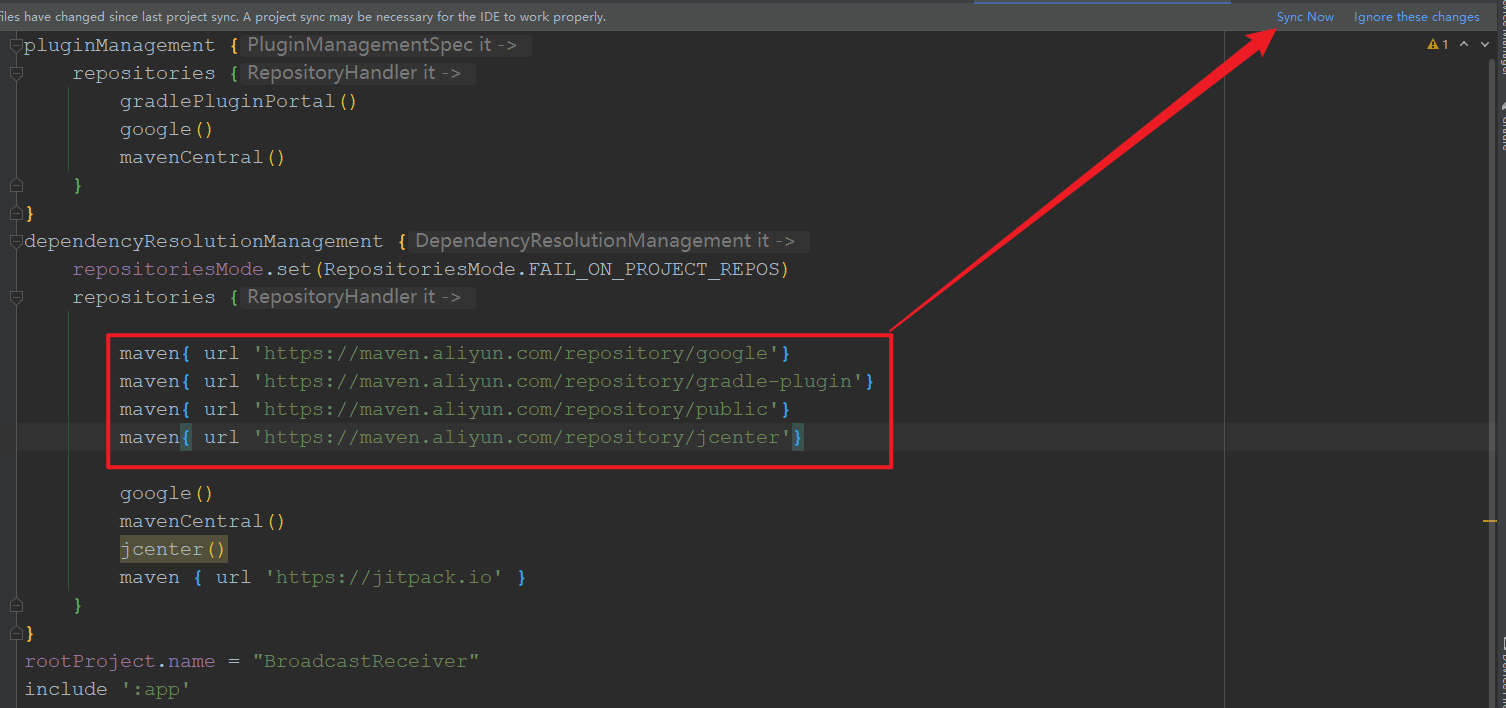 files have changed since last project sync. A project sync may be necessary for the IDE to work properly. Sync Now Ignore these changes
pluginManagement { PluginManagementSpec it -> 1
repositories { RepositoryHandler it ->
gradlePluginPortal()
google()
mavenCentral()
}
}
dependencyResolutionManagement { DependencyResolutionManagement it ->
repositoriesMode.set(RepositoriesMode.FAIL_ON_PROJECT_REPOS)
repositories { RepositoryHandler it ->
maven{ url 'https://maven.aliyun.com/repository/google'}
maven{ url 'https://maven.aliyun.com/repository/gradle-plugin'}
maven{ url 'https://maven.aliyun.com/repository/public'}
maven{ url 'https://maven.aliyun.com/repository/jcenter'}
google()
mavenCentral()
jcenter()
maven { url 'https://jitpack.io' }
}
}
rootProject.name = "BroadcastReceiver"
include ':app'